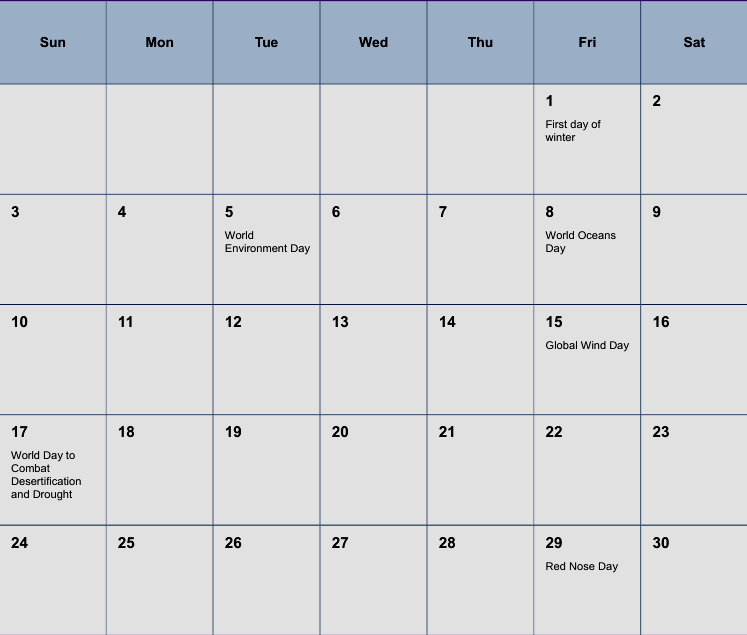 Sun Mon Tue Wed Thu Fri Sat
1 2
First day of
winter
3 4 5 6 7 8 9
World
Environment Day
World Oceans
Day
10 11 12 13 14 15 16
Global Wind Day
17 18 19 20 21 22 23
World Day to
Combat
Desertification
and Drought
24 25 26 27 28 29 30
Red Nose Day